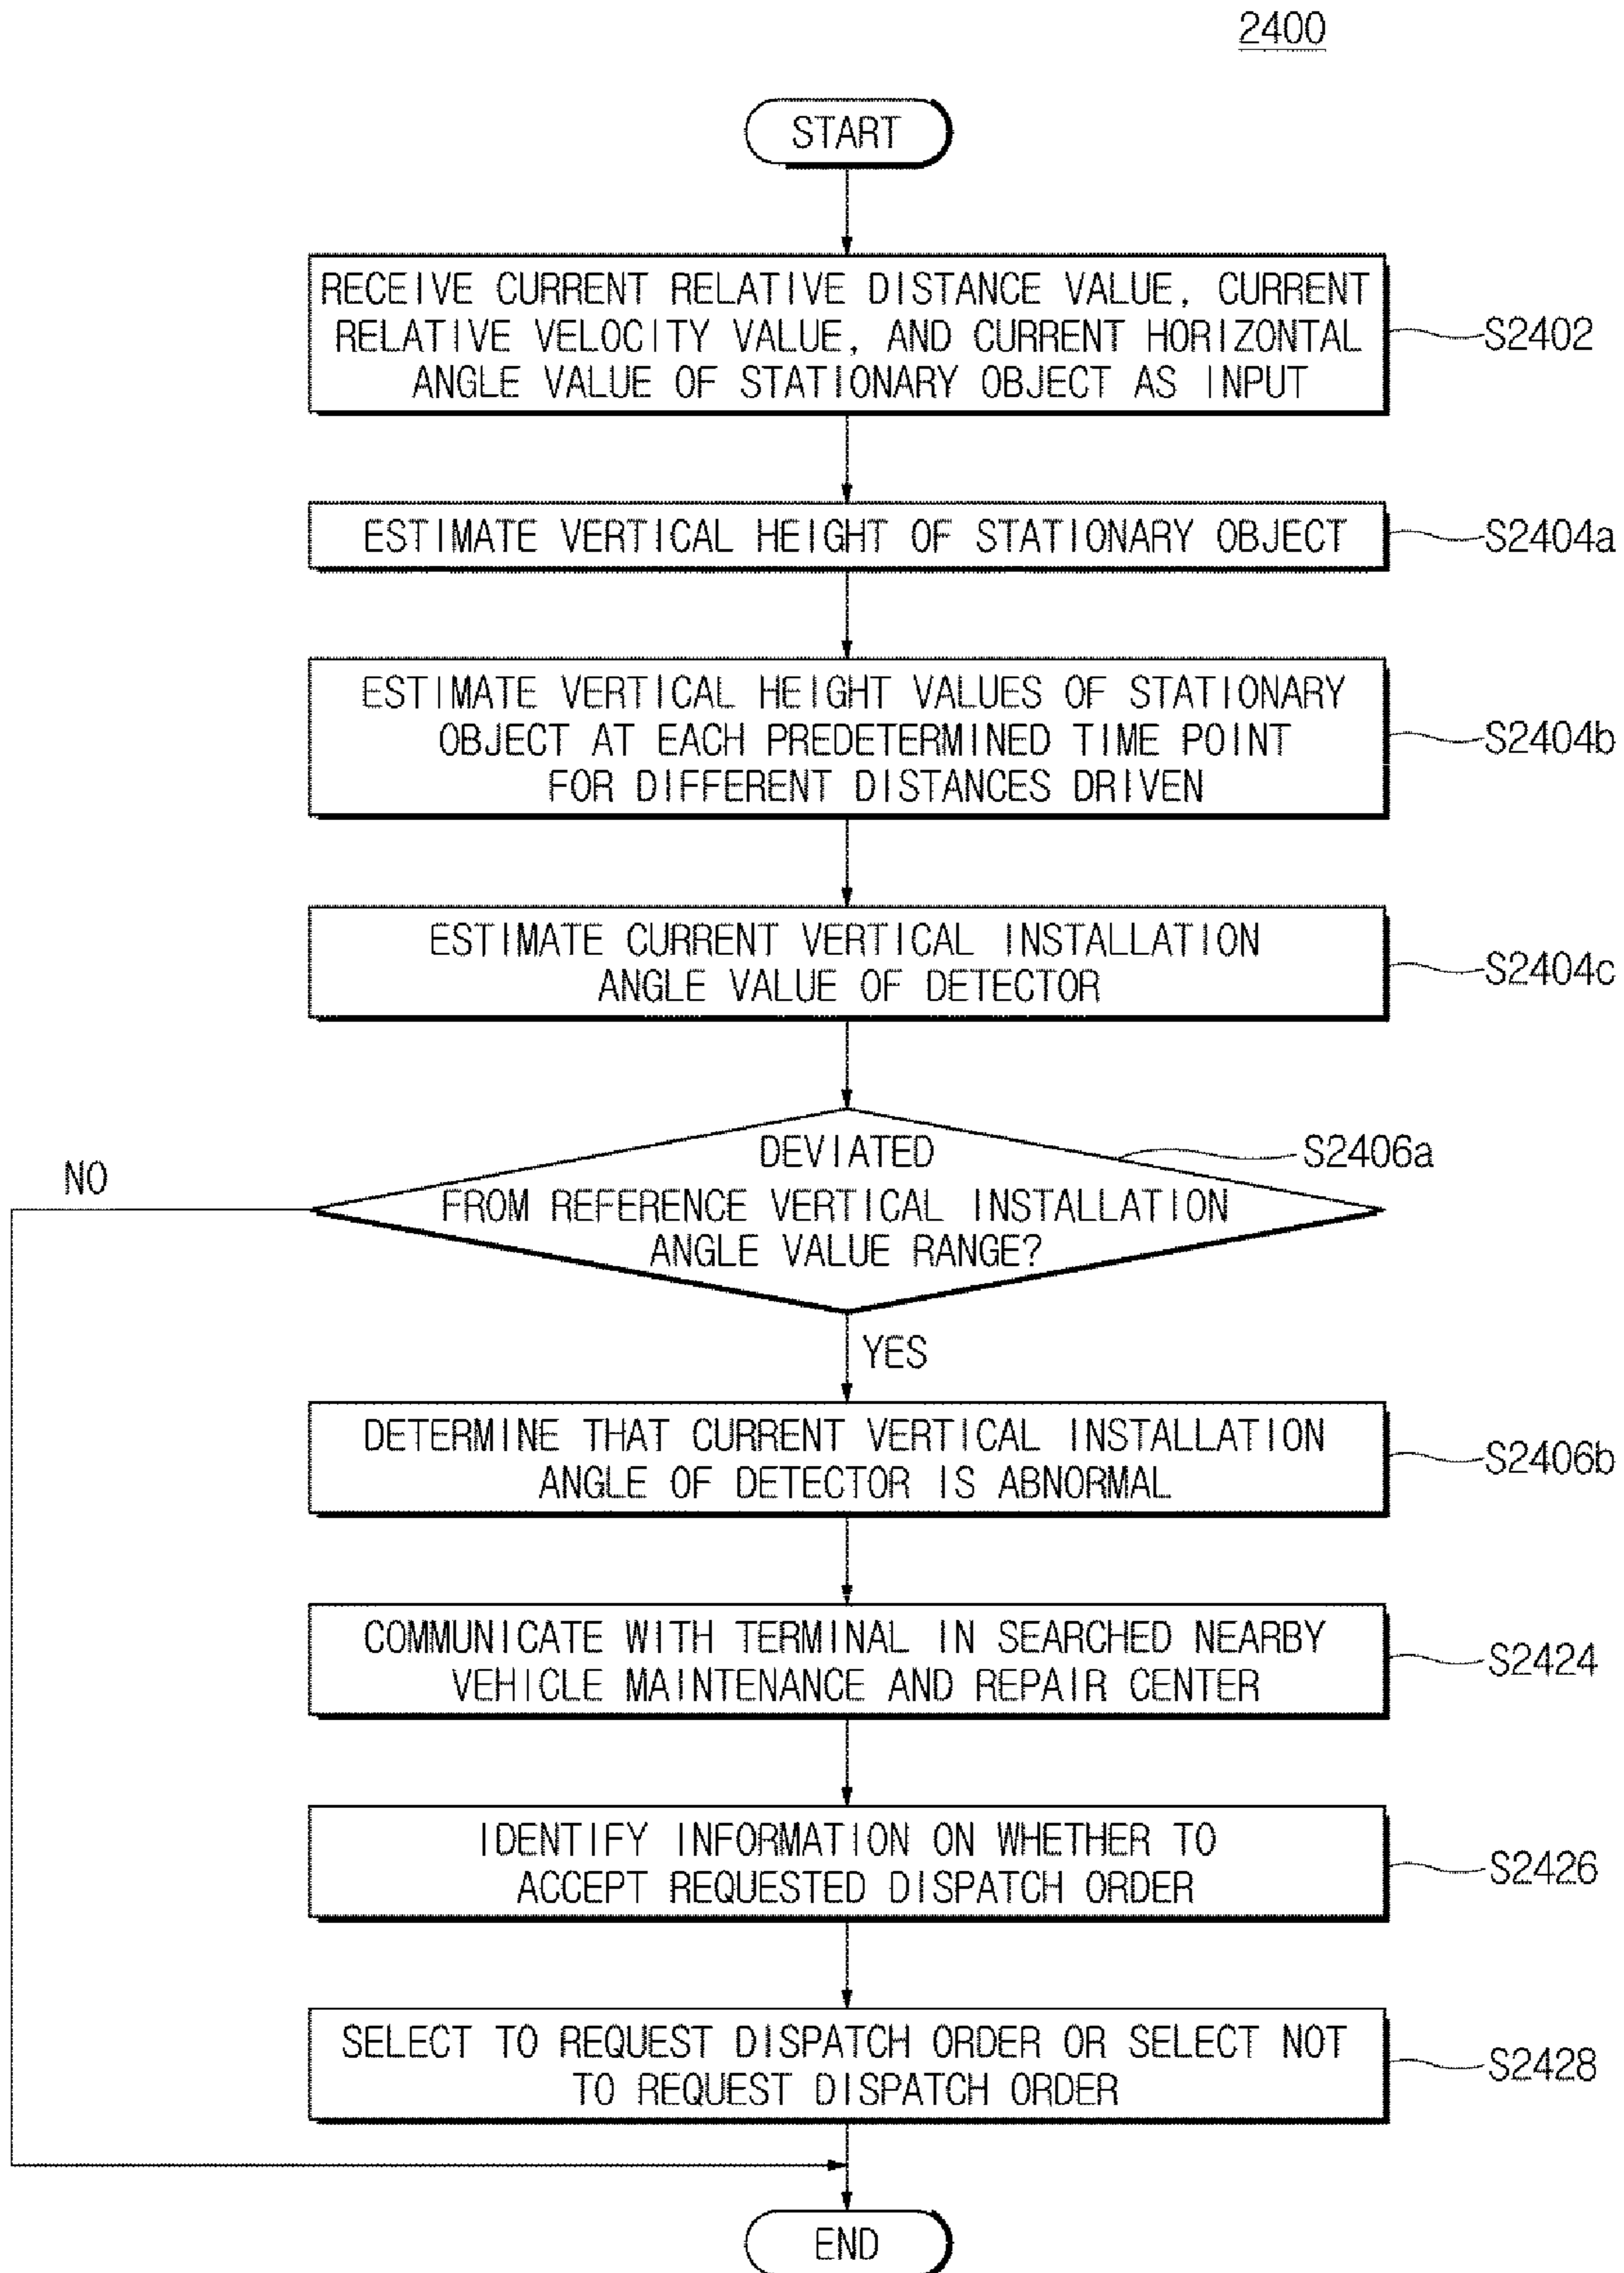 2400
START
RECEIVE CURRENT RELATIVE DISTANCE VALUE, CURRENT
RELATIVE VELOCITY VALUE, AND CURRENT HORIZONTAL
ANGLE VALUE OF STATIONARY OBJECT AS INPUT
S2402
ESTIMATE VERTICAL HEIGHT OF STATIONARY OBJECT
S2404a
ESTIMATE VERTICAL HEIGHT VALUES OF STATIONARY
OBJECT AT EACH PREDETERMINED TIME POINT
FOR DIFFERENT DISTANCES DRIVEN
S2404b
ESTIMATE CURRENT VERTICAL INSTALLATION
ANGLE VALUE OF DETECTOR
S2404c
DEVIATED
FROM REFERENCE VERTICAL INSTALLATION
ANGLE VALUE RANGE?
S2406a
NO
YES
DETERMINE THAT CURRENT VERTICAL INSTALLATION
ANGLE OF DETECTOR IS ABNORMAL
S2406b
COMMUNICATE WITH TERMINAL IN SEARCHED NEARBY
VEHICLE MAINTENANCE AND REPAIR CENTER
S2424
IDENTIFY INFORMATION ON WHETHER TO
ACCEPT REQUESTED DISPATCH ORDER
S2426
SELECT TO REQUEST DISPATCH ORDER OR SELECT NOT
TO REQUEST DISPATCH ORDER
S2428
END